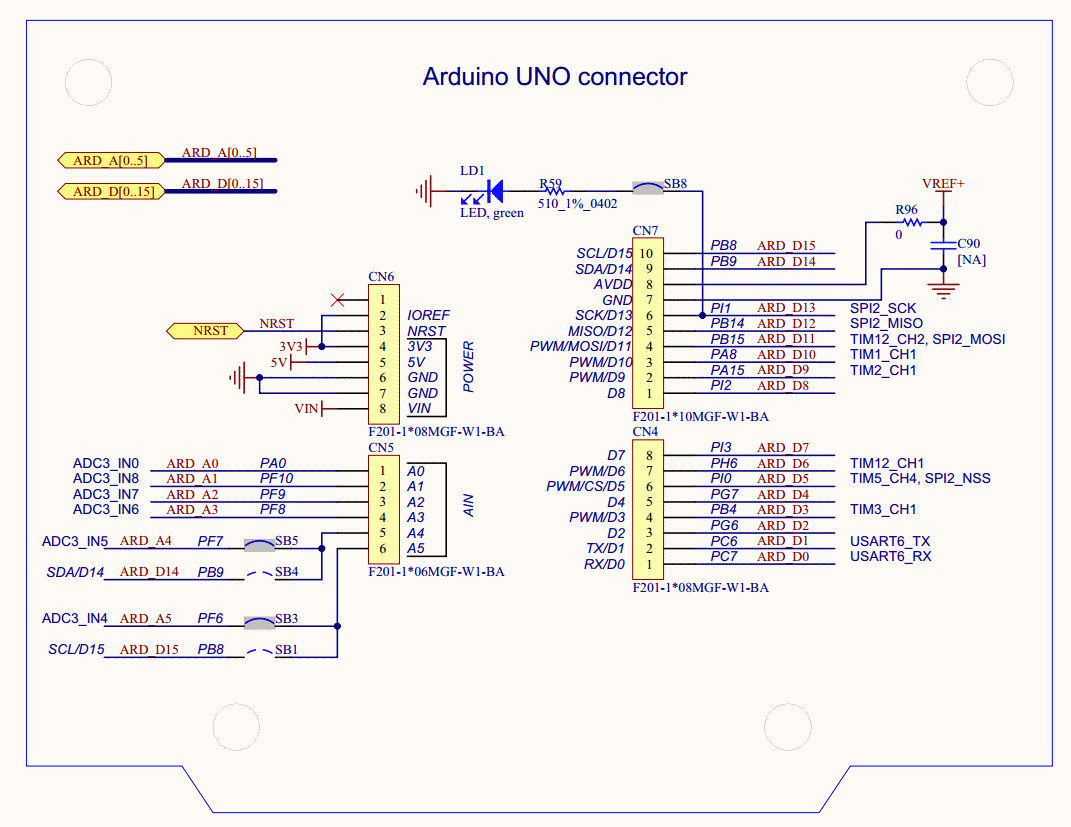 Arduino UNO connector
ARD_A[0..5] ARD_A[0..5]
ARD_D[0..15] ARD_D[0..15]
LD1
LED, green
R59
510_1%_0402
SB8
VREF+
R96
0
C90
[NA]
CN7
SCL/D15 10 PB8 ARD_D15
SDA/D14 9 PB9 ARD_D14
AVDD 8
GND 7
SCK/D13 6 PI1 ARD_D13 SPI2_SCK
MISO/D12 5 PB14 ARD_D12 SPI2_MISO
PWM/MOSI/D11 4 PB15 ARD_D11 TIM12_CH2, SPI2_MOSI
PWM/D10 3 PA8 ARD_D10 TIM1_CH1
PWM/D9 2 PA15 ARD_D9 TIM2_CH1
D8 1 PI2 ARD_D8
F201-1*10MGF-W1-BA
CN6
1
2 IOREF
NRST NRST 3 NRST
3V3 4 3V3
5V 5 5V
6 GND
7 GND
VIN 8 VIN
POWER
F201-1*08MGF-W1-BA
CN4
D7 8 PI3 ARD_D7
PWM/D6 7 PH6 ARD_D6 TIM12_CH1
PWM/CS/D5 6 PI0 ARD_D5 TIM5_CH4, SPI2_NSS
D4 5 PG7 ARD_D4
PWM/D3 4 PB4 ARD_D3 TIM3_CH1
D2 3 PG6 ARD_D2
TX/D1 2 PC6 ARD_D1 USART6_TX
RX/D0 1 PC7 ARD_D0 USART6_RX
F201-1*08MGF-W1-BA
CN5
ADC3_IN0 ARD_A0 PA0 1 A0
ADC3_IN8 ARD_A1 PF10 2 A1
ADC3_IN7 ARD_A2 PF9 3 A2
ADC3_IN6 ARD_A3 PF8 4 A3
5 A4
6 A5
AIN
F201-1*06MGF-W1-BA
ADC3_IN5 ARD_A4 PF7 SB5
SDA/D14 ARD_D14 PB9 SB4
ADC3_IN4 ARD_A5 PF6 SB3
SCL/D15 ARD_D15 PB8 SB1